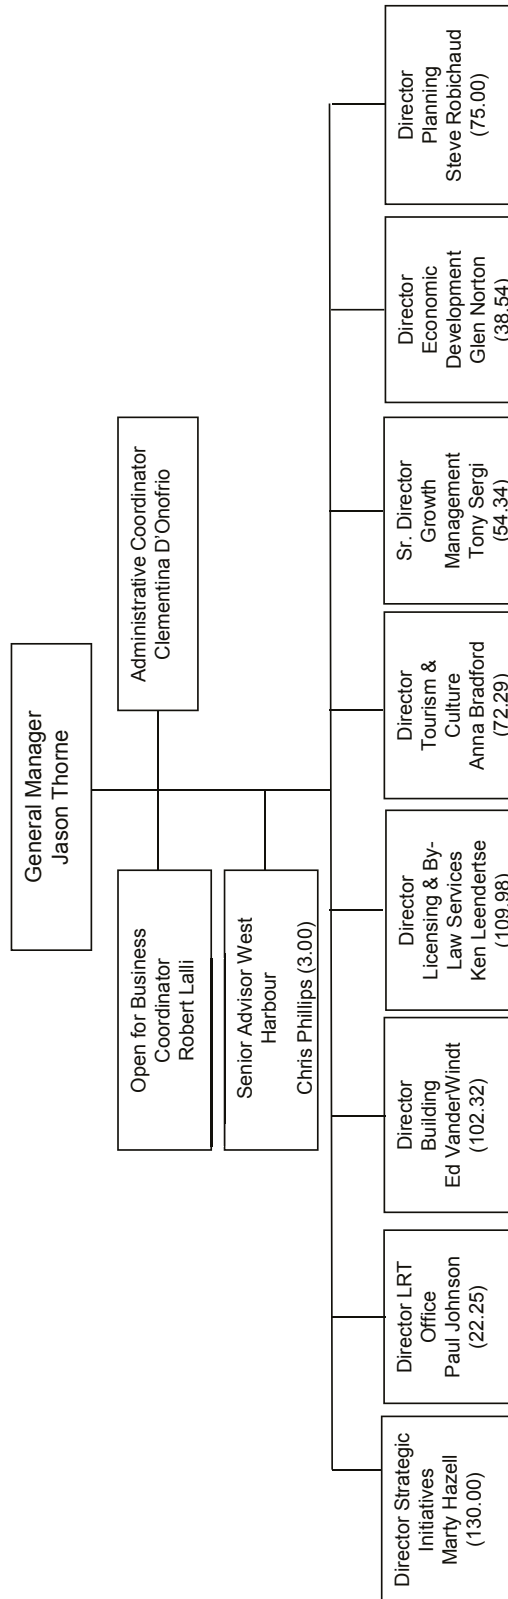 General Manager
Jason Thorne
Open for Business
Coordinator
Robert Lalli
Administrative Coordinator
Clementina D'Onofrio
Senior Advisor West
Harbour
Chris Phillips (3.00)
Director Strategic
Initiatives
Marty Hazell
(130.00)
Director LRT
Office
Paul Johnson
(22.25)
Director
Building
Ed VanderWindt
(102.32)
Director
Licensing & By-
Law Services
Ken Leendertse
(109.98)
Director
Tourism &
Culture
Anna Bradford
(72.29)
Sr. Director
Growth
Management
Tony Sergi
(54.34)
Director
Economic
Development
Glen Norton
(38.54)
Director
Planning
Steve Robichaud
(75.00)